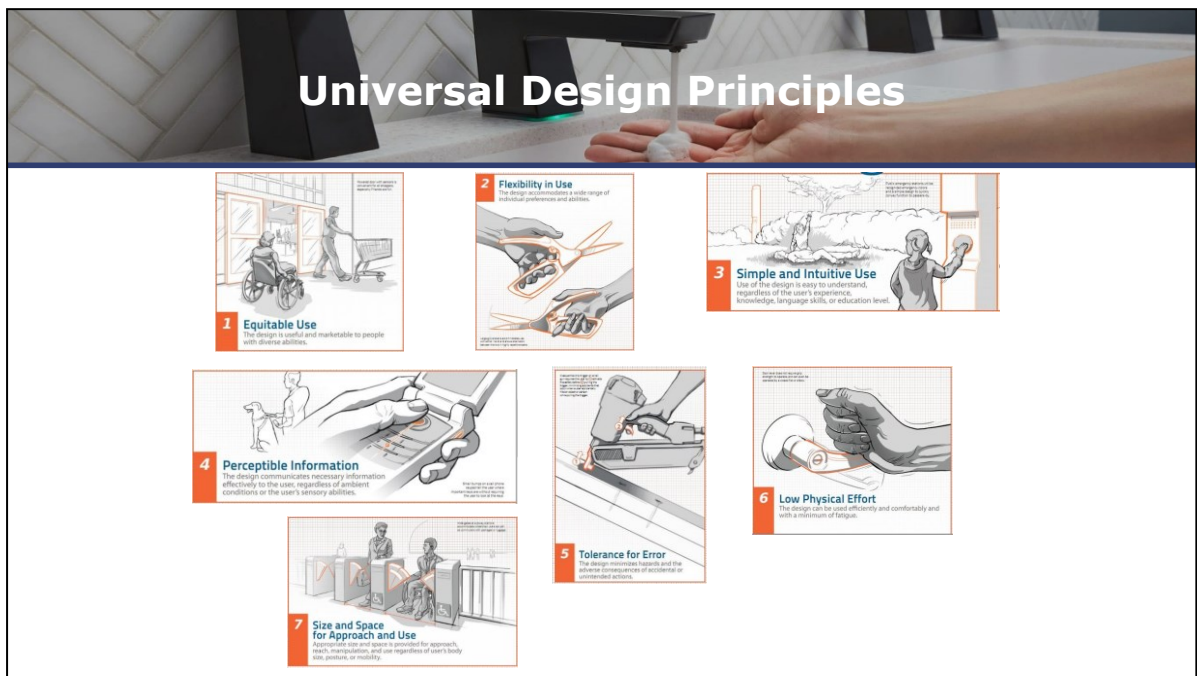 Universal Design Principles
1
Equitable Use
The design is useful and marketable to people
with diverse abilities.
2
Flexibility in Use
The design accommodates a wide range of
individual preferences and abilities.
3
Simple and Intuitive Use
Use of the design is easy to understand,
regardless of the user's experience,
knowledge, language skills, or education level.
4
Perceptible Information
The design communicates necessary information
effectively to the user, regardless of ambient
conditions or the user's sensory abilities.
5
Tolerance for Error
The design minimizes hazards and the
adverse consequences of accidental or
unintended actions.
6
Low Physical Effort
The design can be used efficiently and comfortably and
with a minimum of fatigue.
7
Size and Space
for Approach and Use
Appropriate size and space is provided for approach,
reach, manipulation, and use regardless of user's body
size, posture, or mobility.